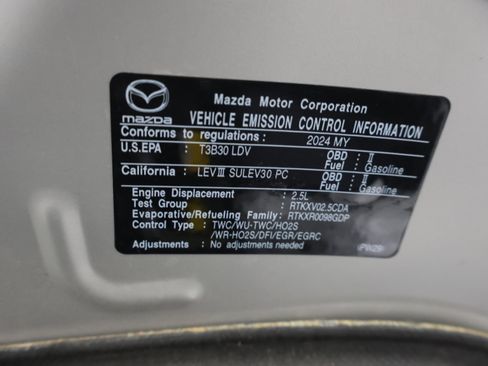 Mazda Motor Corporation
mazda VEHICLE EMISSION CONTROL INFORMATION
Conforms to regulations: 2024 MY
U.S.EPA : T3B30 LDV OBD : II
Fuel : Gasoline
California : LEV III SULEV30 PC OBD : II
Fuel : Gasoline
Engine Displacement : 2.5L
Test Group : RTKXV02.5CDA
Evaporative/Refueling Family: RTKXR0098GDP
Control Type : TWC/WU-TWC/HO2S
/WR-HO2S/DFI/EGR/EGRC
Adjustments : No adjustments needed